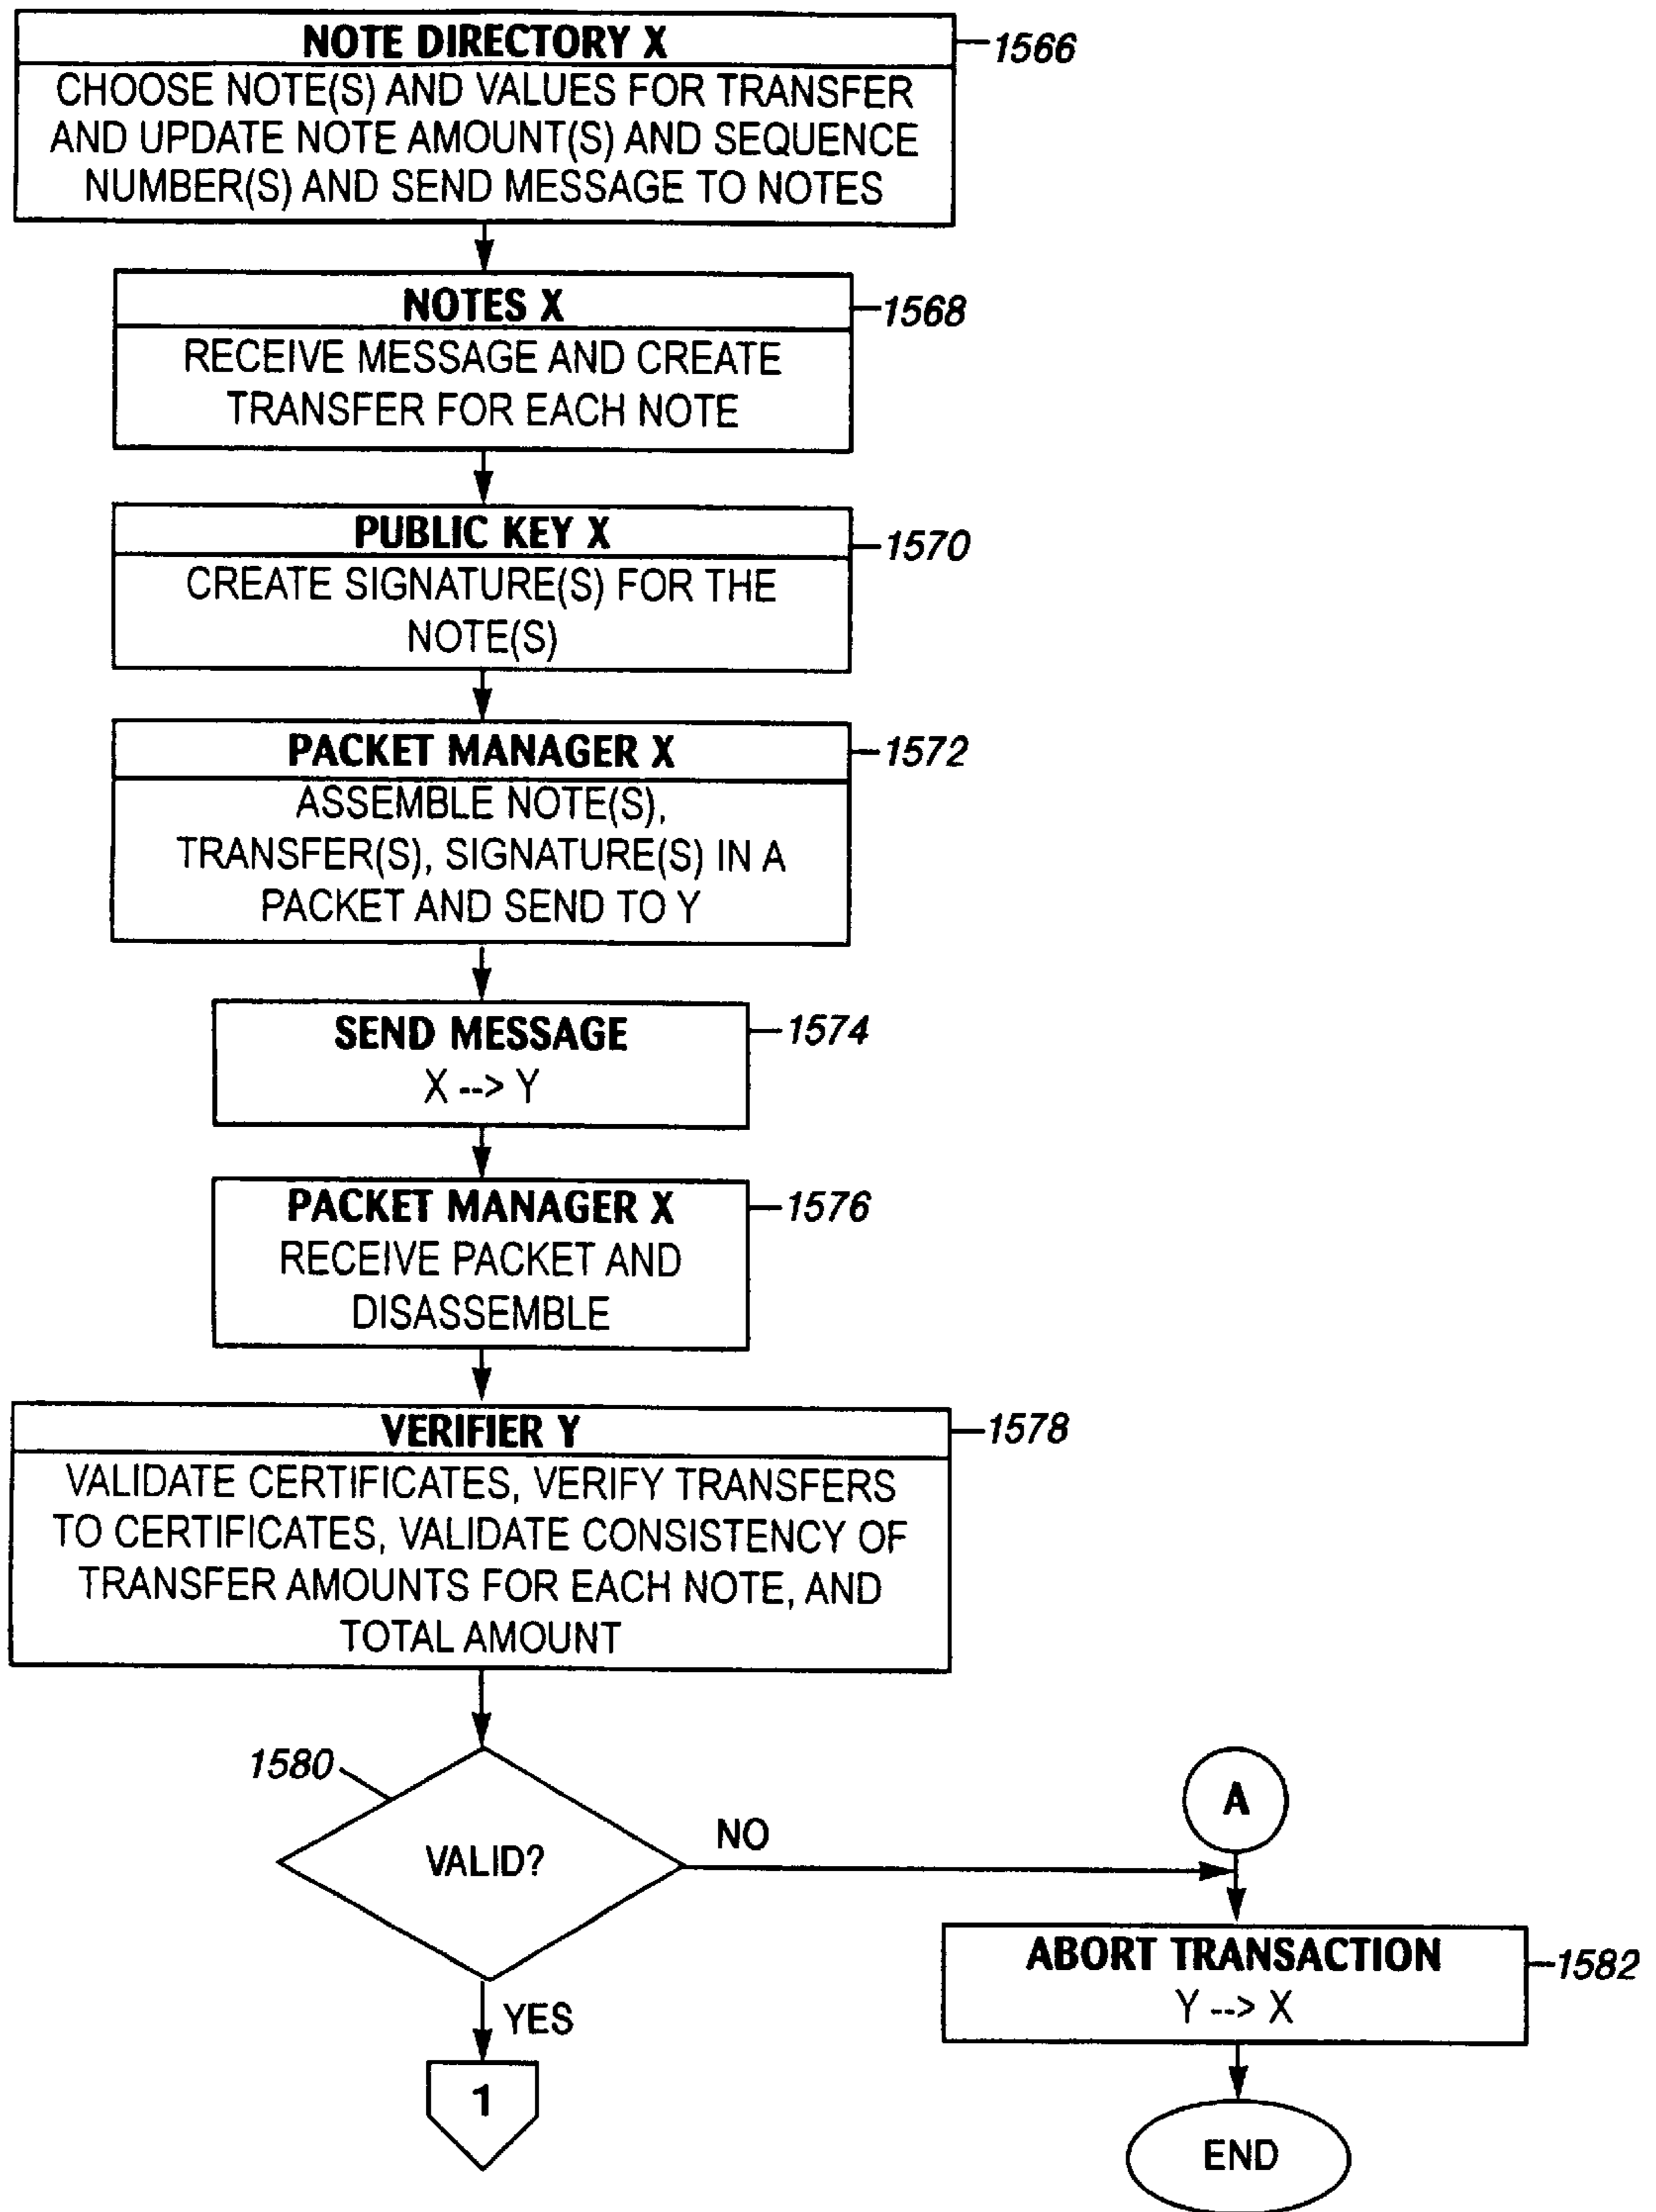 NOTE DIRECTORY X
1566
CHOOSE NOTE(S) AND VALUES FOR TRANSFER
AND UPDATE NOTE AMOUNT(S) AND SEQUENCE
NUMBER(S) AND SEND MESSAGE TO NOTES
NOTES X
1568
RECEIVE MESSAGE AND CREATE
TRANSFER FOR EACH NOTE
PUBLIC KEY X
1570
CREATE SIGNATURE(S) FOR THE
NOTE(S)
PACKET MANAGER X
1572
ASSEMBLE NOTE(S),
TRANSFER(S), SIGNATURE(S) IN A
PACKET AND SEND TO Y
SEND MESSAGE
1574
X --> Y
PACKET MANAGER X
1576
RECEIVE PACKET AND
DISASSEMBLE
VERIFIER Y
1578
VALIDATE CERTIFICATES, VERIFY TRANSFERS
TO CERTIFICATES, VALIDATE CONSISTENCY OF
TRANSFER AMOUNTS FOR EACH NOTE, AND
TOTAL AMOUNT
1580
VALID?
NO
A
YES
1
ABORT TRANSACTION
1582
Y --> X
END